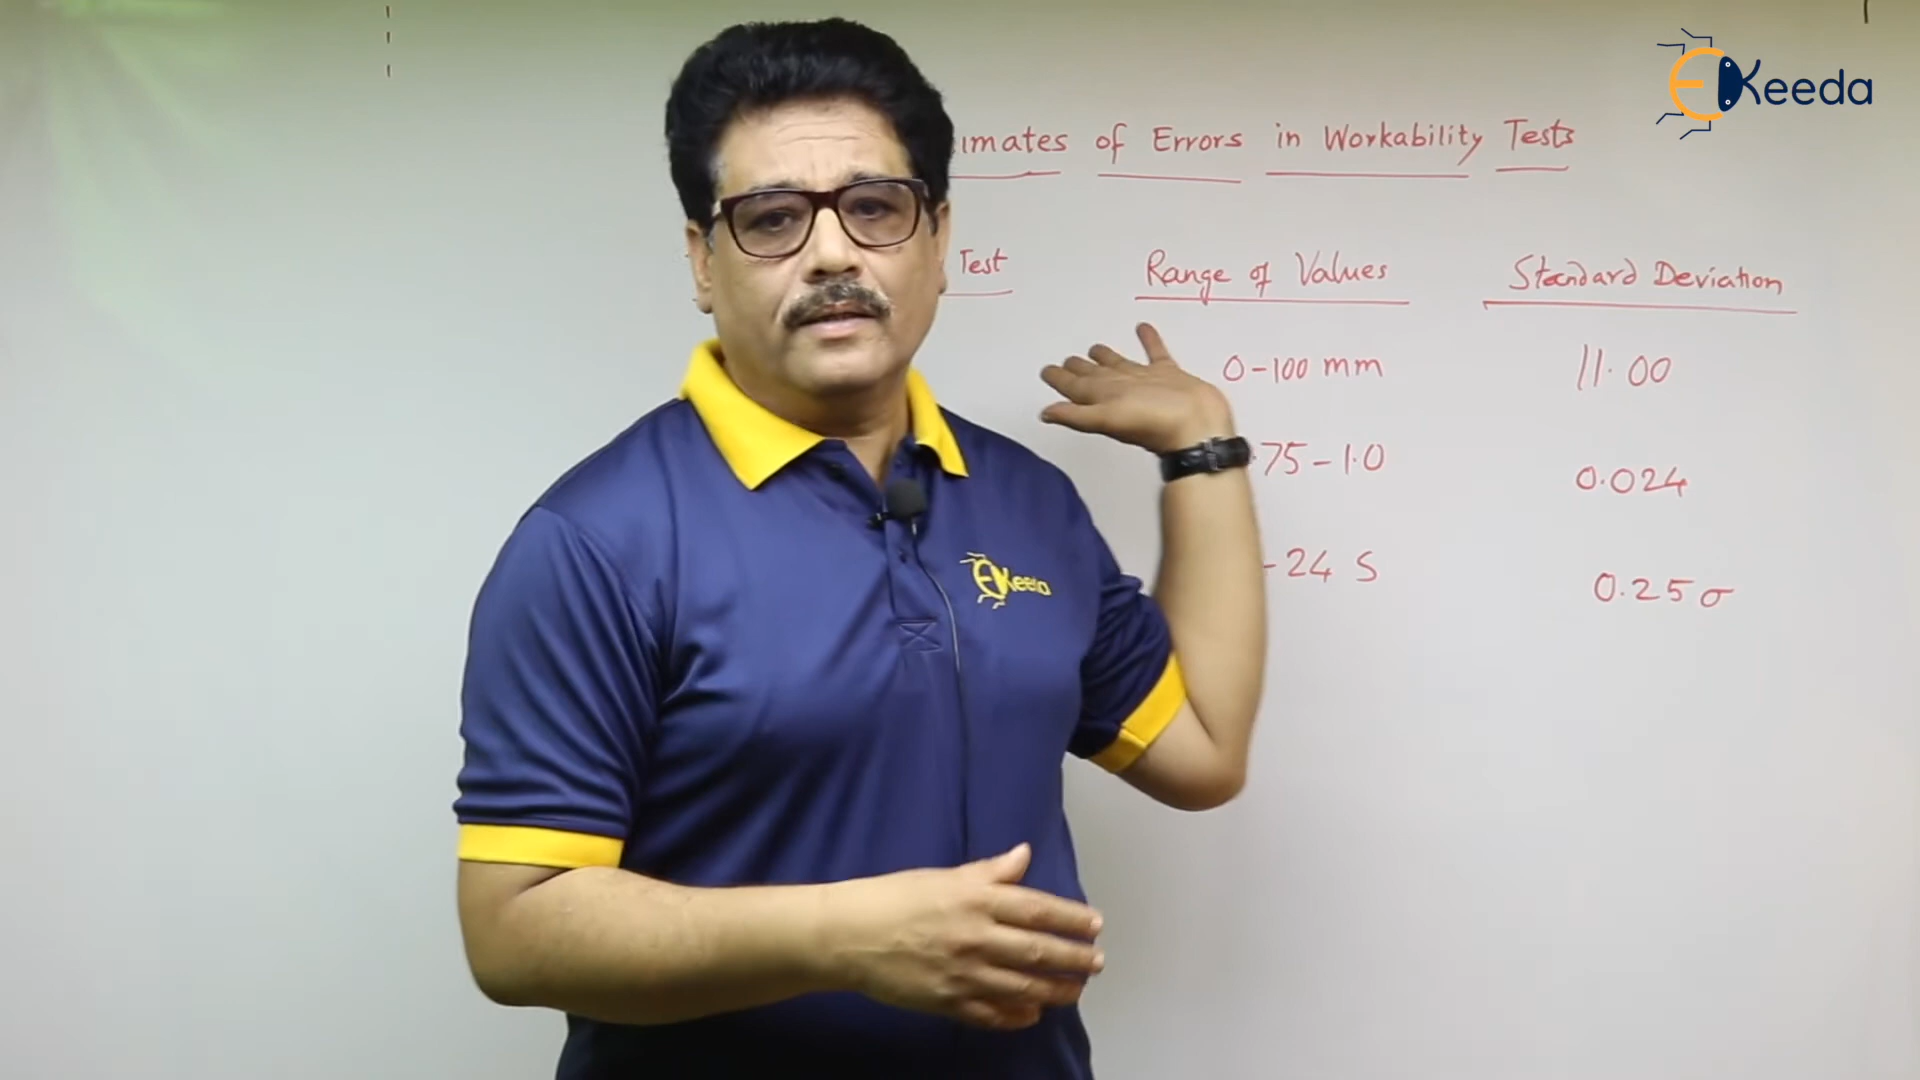 EKeeda
of Errors in Workability Tests
Test Range of Values Standard Deviation
0-100 mm 11.00
75-1.0 0.024
-24 S 0.25σ
EKeeda